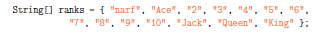 String[] ranks = { "narf", "Ace", "2", "3", "4", "5", "6",
"7", "8", "9", "10", "Jack", "Queen", "King" };